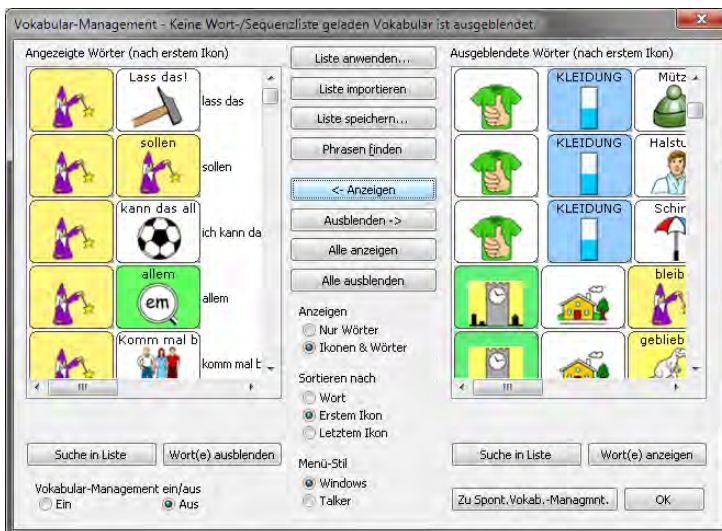 Vokabular-Management - Keine Wort-/Sequenzliste geladen Vokabular ist ausgeblendet.
Angezeigte Wörter (nach erstem Ikon)
Lass das!
lass das
sollen
sollen
kann das all
ich kann da
allem
em
allem
Komm mal b
komm mal b
Suche in Liste
Wort(e) ausblenden
Vokabular-Management ein/aus
Ein
Aus
Liste anwenden...
Liste importieren
Liste speichern...
Phrasen finden
<- Anzeigen
Ausblenden ->
Alle anzeigen
Alle ausblenden
Anzeigen
Nur Wörter
Ikonen & Wörter
Sortieren nach
Wort
Erstem Ikon
Letztem Ikon
Menü-Stil
Windows
Talker
Ausgeblendete Wörter (nach erstem Ikon)
KLEIDUNG Mütz
KLEIDUNG Halstu
KLEIDUNG Schir
bleib
geblieb
Suche in Liste
Wort(e) anzeigen
Zu Spont.Vokab.-Managmnt.
OK